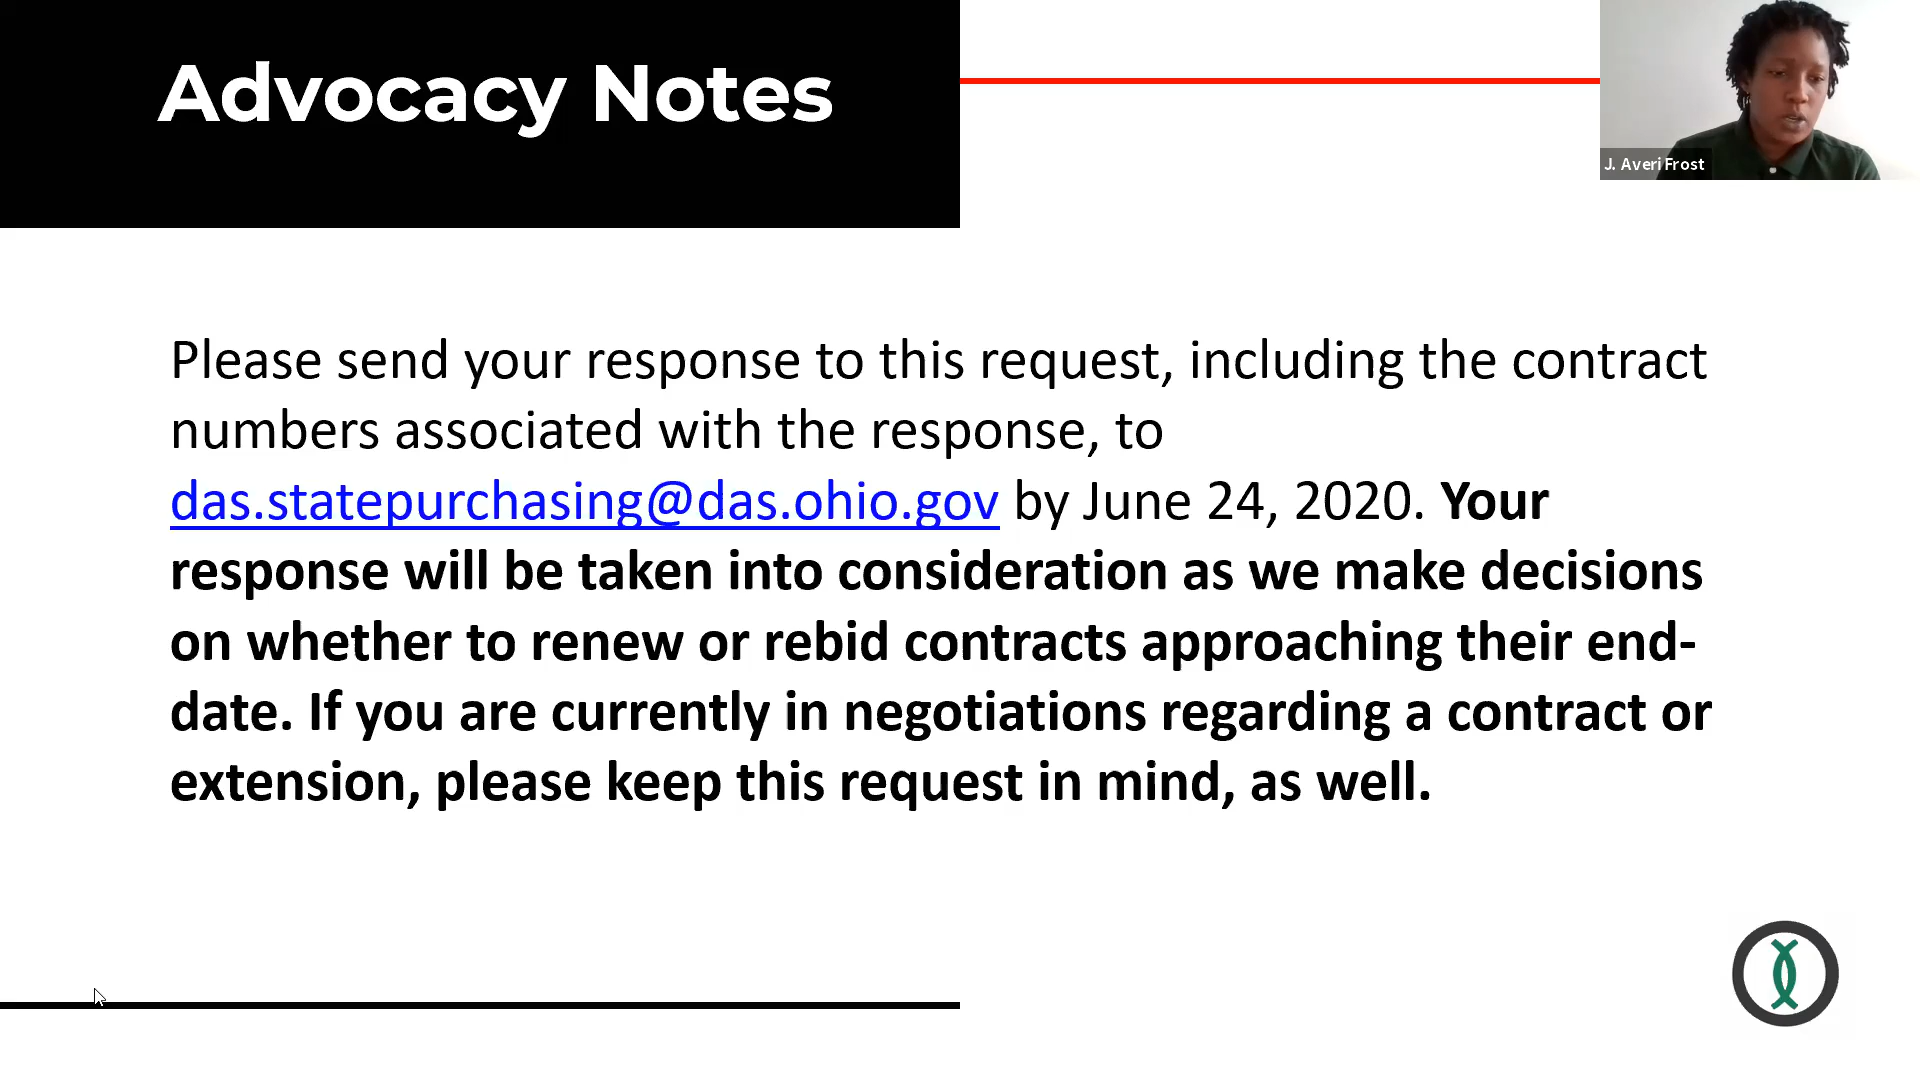 Advocacy Notes
J. Averi Frost
Please send your response to this request, including the contract
numbers associated with the response, to
das.statepurchasing@das.ohio.gov by June 24, 2020. Your
response will be taken into consideration as we make decisions
on whether to renew or rebid contracts approaching their end-
date. If you are currently in negotiations regarding a contract or
extension, please keep this request in mind, as well.